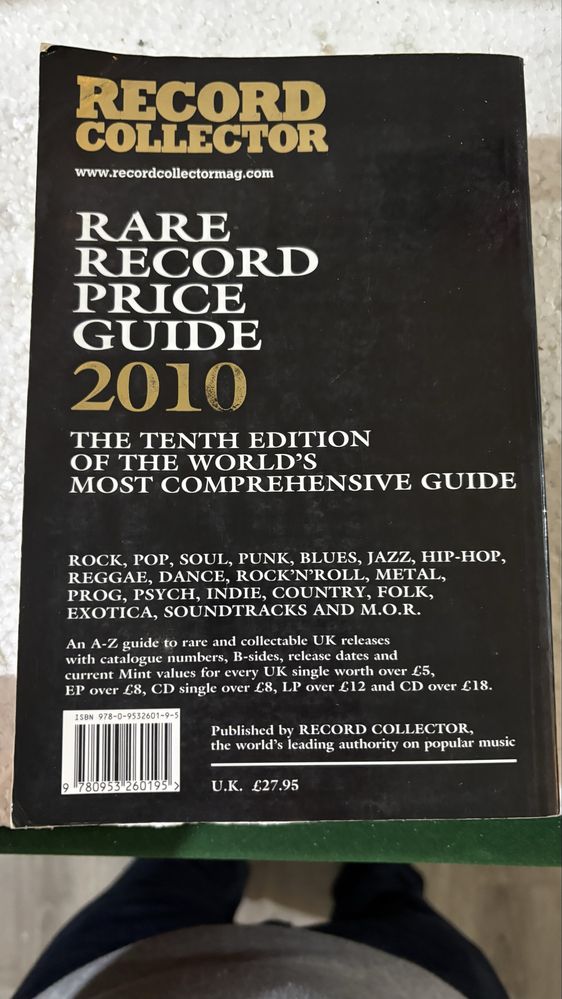 RECORD
COLLECTOR
www.recordcollectormag.com
RARE
RECORD
PRICE
GUIDE
2010
THE TENTH EDITION
OF THE WORLD'S
MOST COMPREHENSIVE GUIDE
ROCK, POP, SOUL, PUNK, BLUES, JAZZ, HIP-HOP,
REGGAE, DANCE, ROCK'N'ROLL, METAL,
PROG, PSYCH, INDIE, COUNTRY, FOLK,
EXOTICA, SOUNDTRACKS AND M.O.R.
An A-Z guide to rare and collectable UK releases
with catalogue numbers, B-sides, release dates and
current Mint values for every UK single worth over £5,
EP over £8, CD single over £8, LP over £12 and CD over £18.
ISBN 978-0-9532601-9-5
9 780953 260195 >
Published by RECORD COLLECTOR,
the world's leading authority on popular music
U.K. £27.95